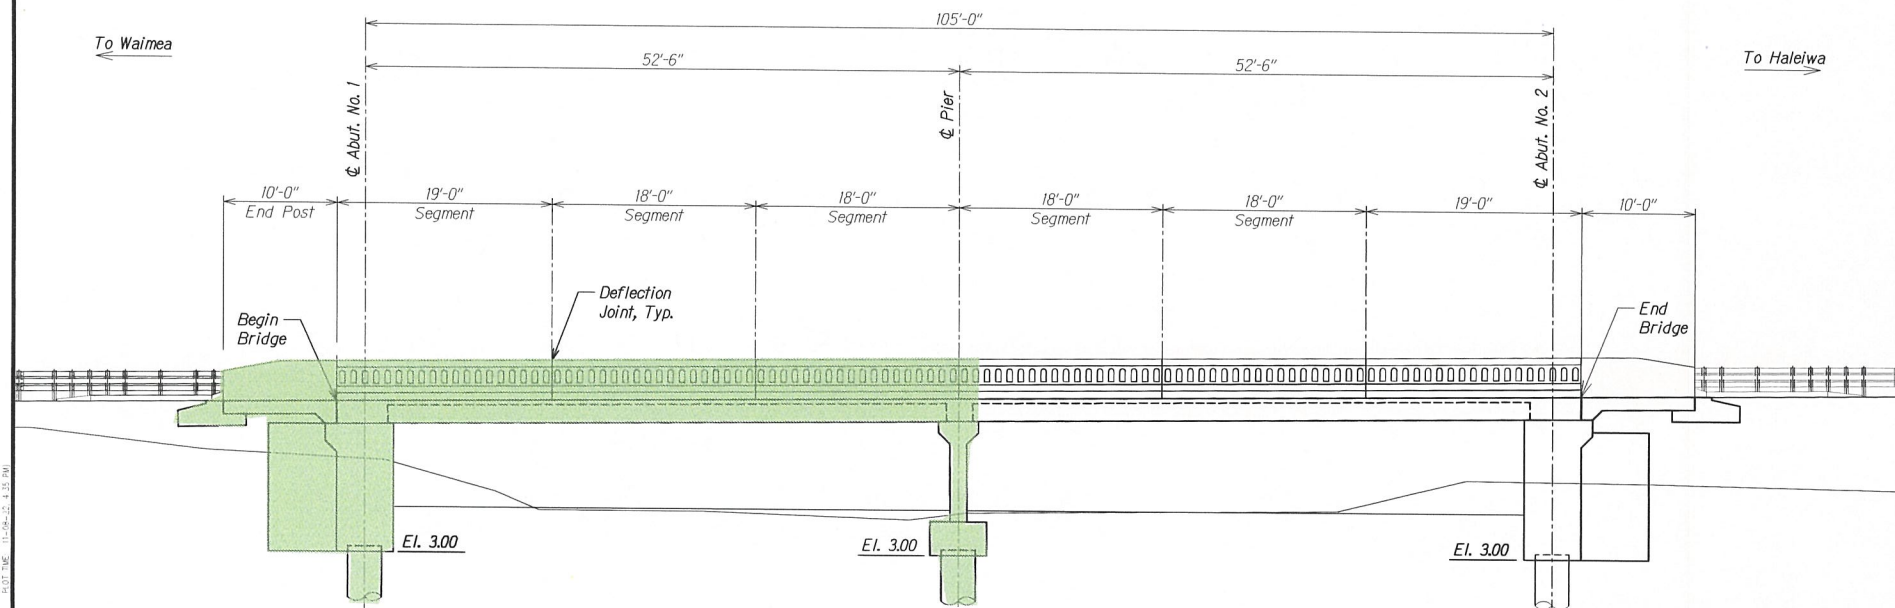 105'-0"
To Waimea
To Haleiwa
52'-6"
52'-6"
℄ Abut. No. 1
℄ Pier
℄ Abut. No. 2
10'-0"
End Post
19'-0"
Segment
18'-0"
Segment
18'-0"
Segment
18'-0"
Segment
18'-0"
Segment
19'-0"
10'-0"
Deflection
Joint, Typ.
Begin
Bridge
End
Bridge
El. 3.00
El. 3.00
El. 3.00